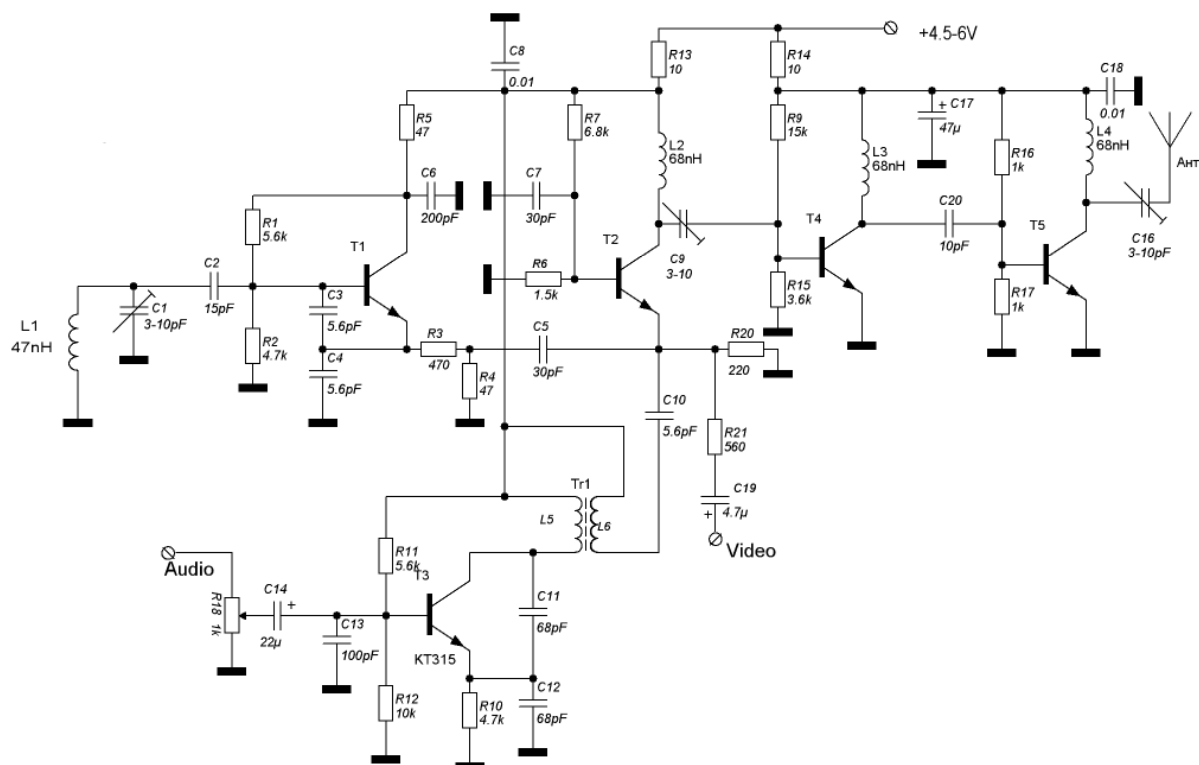 C8
0.01
R13
10
R14
10
+4.5-6V
C18
0.01
R5
47
R7
6.8k
L2
68nH
R9
15k
L3
68nH
+
C17
47µ
R16
1k
L4
68nH
Ант
C6
200pF
C7
30pF
R1
5.6k
T1
T2
T4
C20
10pF
T5
C16
3-10pF
C9
3-10
R6
1.5k
C2
15pF
C1
3-10pF
C3
5.6pF
R15
3.6k
R17
1k
L1
47nH
R2
4.7k
C4
5.6pF
R3
470
R4
47
C5
30pF
R20
220
C10
5.6pF
R21
560
Tr1
L5
L6
C19
4.7µ
+
Video
Audio
R11
5.6k
T3
R18 1k
C14
+
22µ
C13
100pF
KT315
C11
68pF
R12
10k
R10
4.7k
C12
68pF